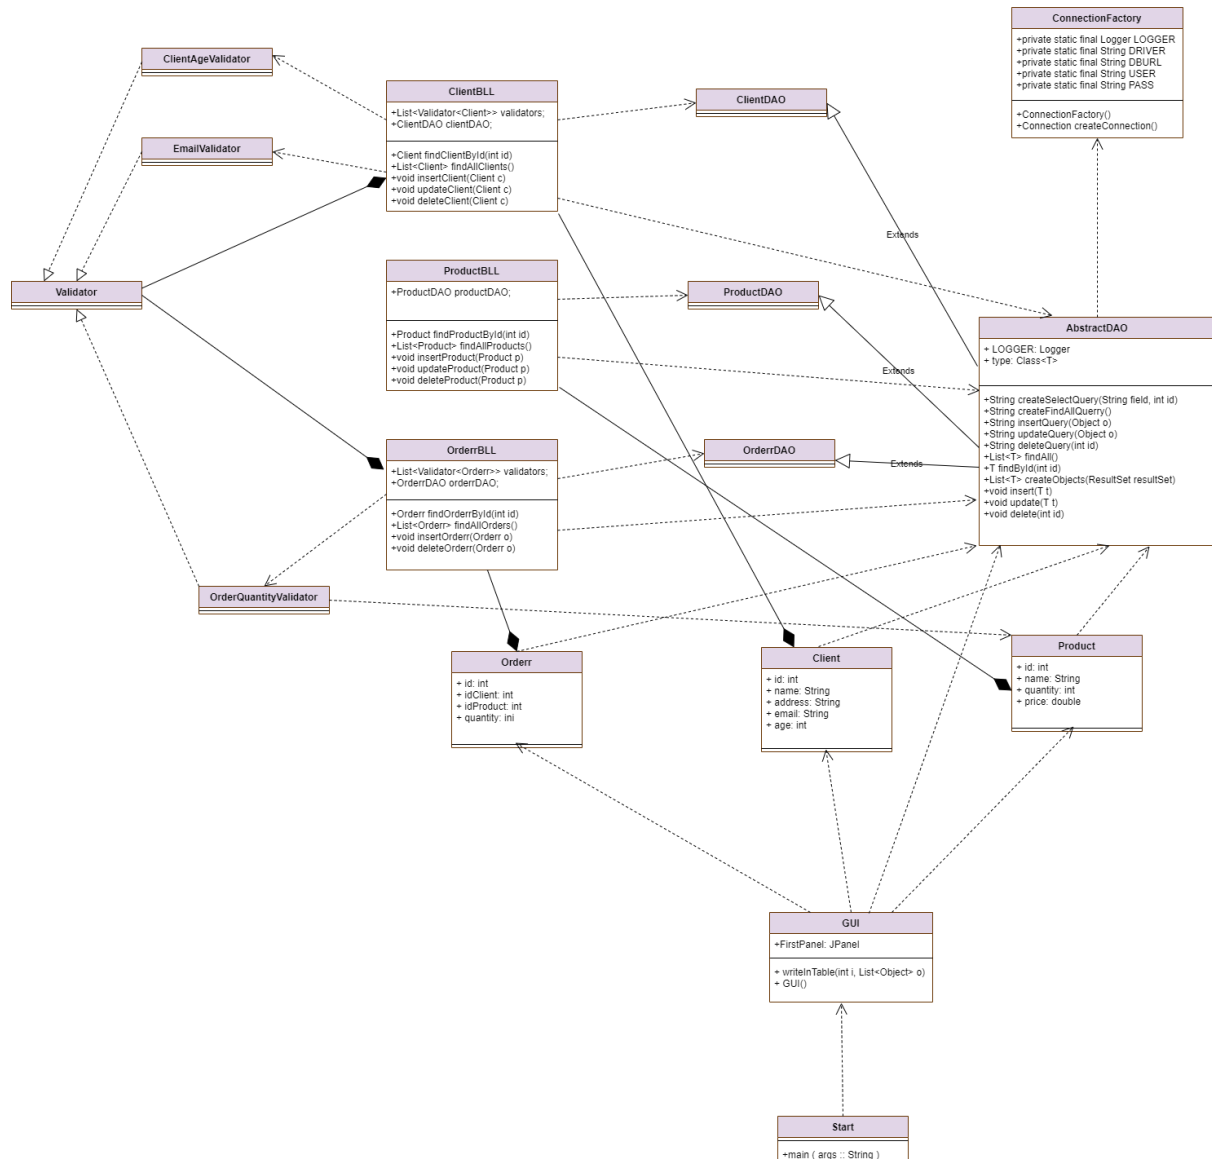 ConnectionFactory
+private static final Logger LOGGER
+private static final String DRIVER
+private static final String DBURL
+private static final String USER
+private static final String PASS
+ConnectionFactory()
+Connection createConnection()
ClientAgeValidator
EmailValidator
ClientBLL
+List<Validator<Client>> validators;
+ClientDAO clientDAO;
+Client findClientById(int id)
+List<Client> findAllClients()
+void insertClient(Client c)
+void updateClient(Client c)
+void deleteClient(Client c)
ClientDAO
Extends
Validator
ProductBLL
+ProductDAO productDAO;
+Product findProductById(int id)
+List<Product> findAllProducts()
+void insertProduct(Product p)
+void updateProduct(Product p)
+void deleteProduct(Product p)
ProductDAO
Extends
AbstractDAO
+ LOGGER: Logger
+ type: Class<T>
+String createSelectQuery(String field, int id)
+String createFindAllQuerry()
+String insertQuery(Object o)
+String updateQuery(Object o)
+String deleteQuery(int id)
+List<T> findAll()
+T findById(int id)
+List<T> createObjects(ResultSet resultSet)
+void insert(T t)
+void update(T t)
+void delete(int id)
OrderrBLL
+List<Validator<Orderr>> validators;
+OrderrDAO orderrDAO;
+Orderr findOrderrById(int id)
+List<Orderr> findAllOrders()
+void insertOrderr(Orderr o)
+void deleteOrderr(Orderr o)
OrderrDAO
Extends
OrderQuantityValidator
Orderr
+ id: int
+ idClient: int
+ idProduct: int
+ quantity: ini
Client
+ id: int
+ name: String
+ address: String
+ email: String
+ age: int
Product
+ id: int
+ name: String
+ quantity: int
+ price: double
GUI
+FirstPanel: JPanel
+ writeInTable(int i, List<Object> o)
+ GUI()
Start
+main ( args :: String )